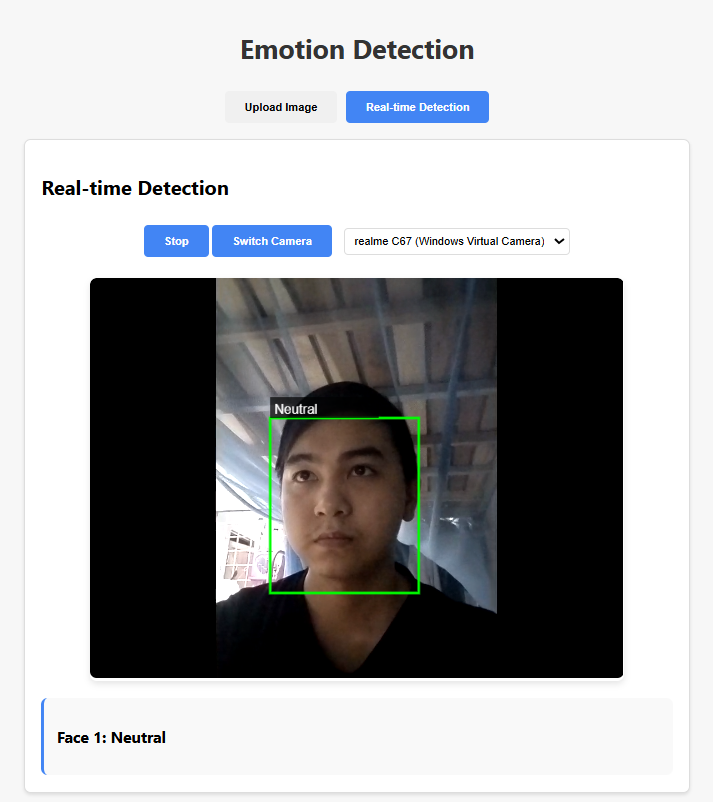 Emotion Detection
Upload Image
Real-time Detection
Real-time Detection
Stop
Switch Camera
realme C67 (Windows Virtual Camera)
Neutral
Face 1: Neutral